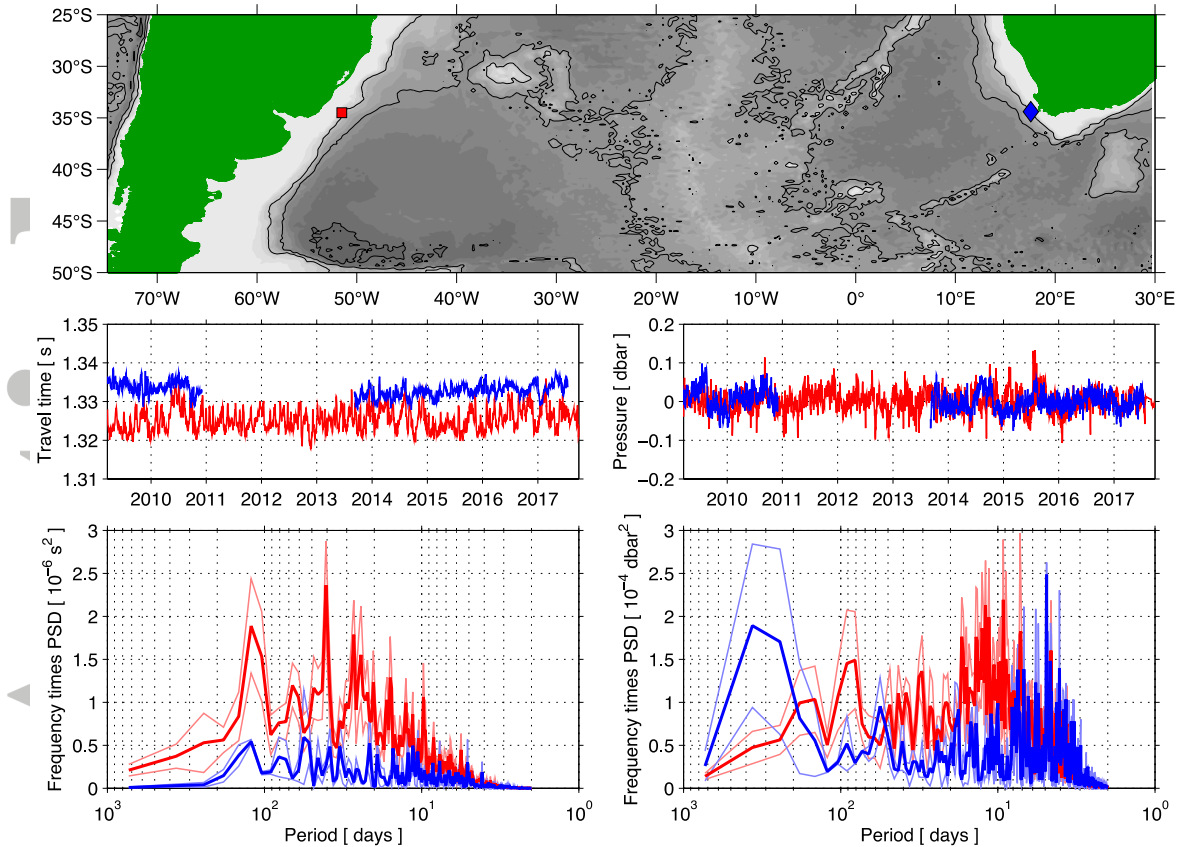 25°S
30°S
35°S
40°S
45°S
50°S
70°W 60°W 50°W 40°W 30°W 20°W 10°W 0° 10°E 20°E 30°E
Travel time [ s ]
1.35
1.34
1.33
1.32
1.31
2010 2011 2012 2013 2014 2015 2016 2017
Pressure [ dbar ]
0.2
0.1
0
−0.1
−0.2
2010 2011 2012 2013 2014 2015 2016 2017
Frequency times PSD [ 10⁻⁶ s² ]
3
2.5
2
1.5
1
0.5
0
10³ 10² 10¹ 10⁰
Period [ days ]
Frequency times PSD [ 10⁻⁴ dbar² ]
3
2.5
2
1.5
1
0.5
0
10³ 10² 10¹ 10⁰
Period [ days ]